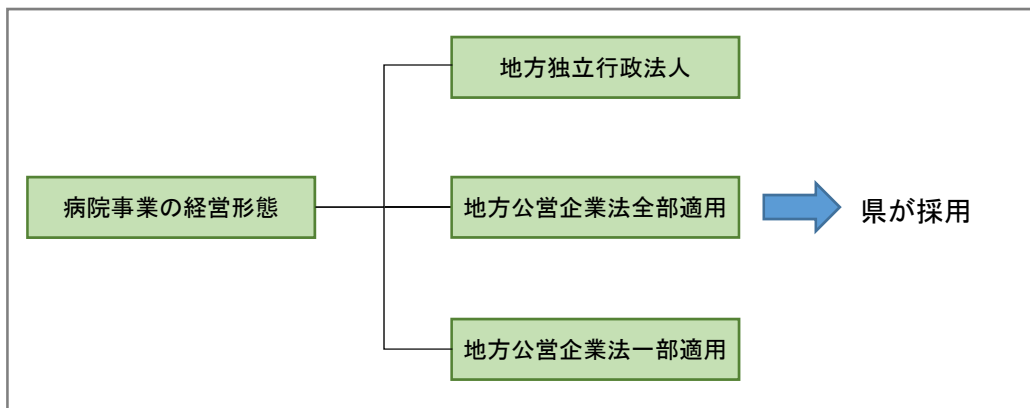 地方独立行政法人
病院事業の経営形態
地方公営企業法全部適用
県が採用
地方公営企業法一部適用